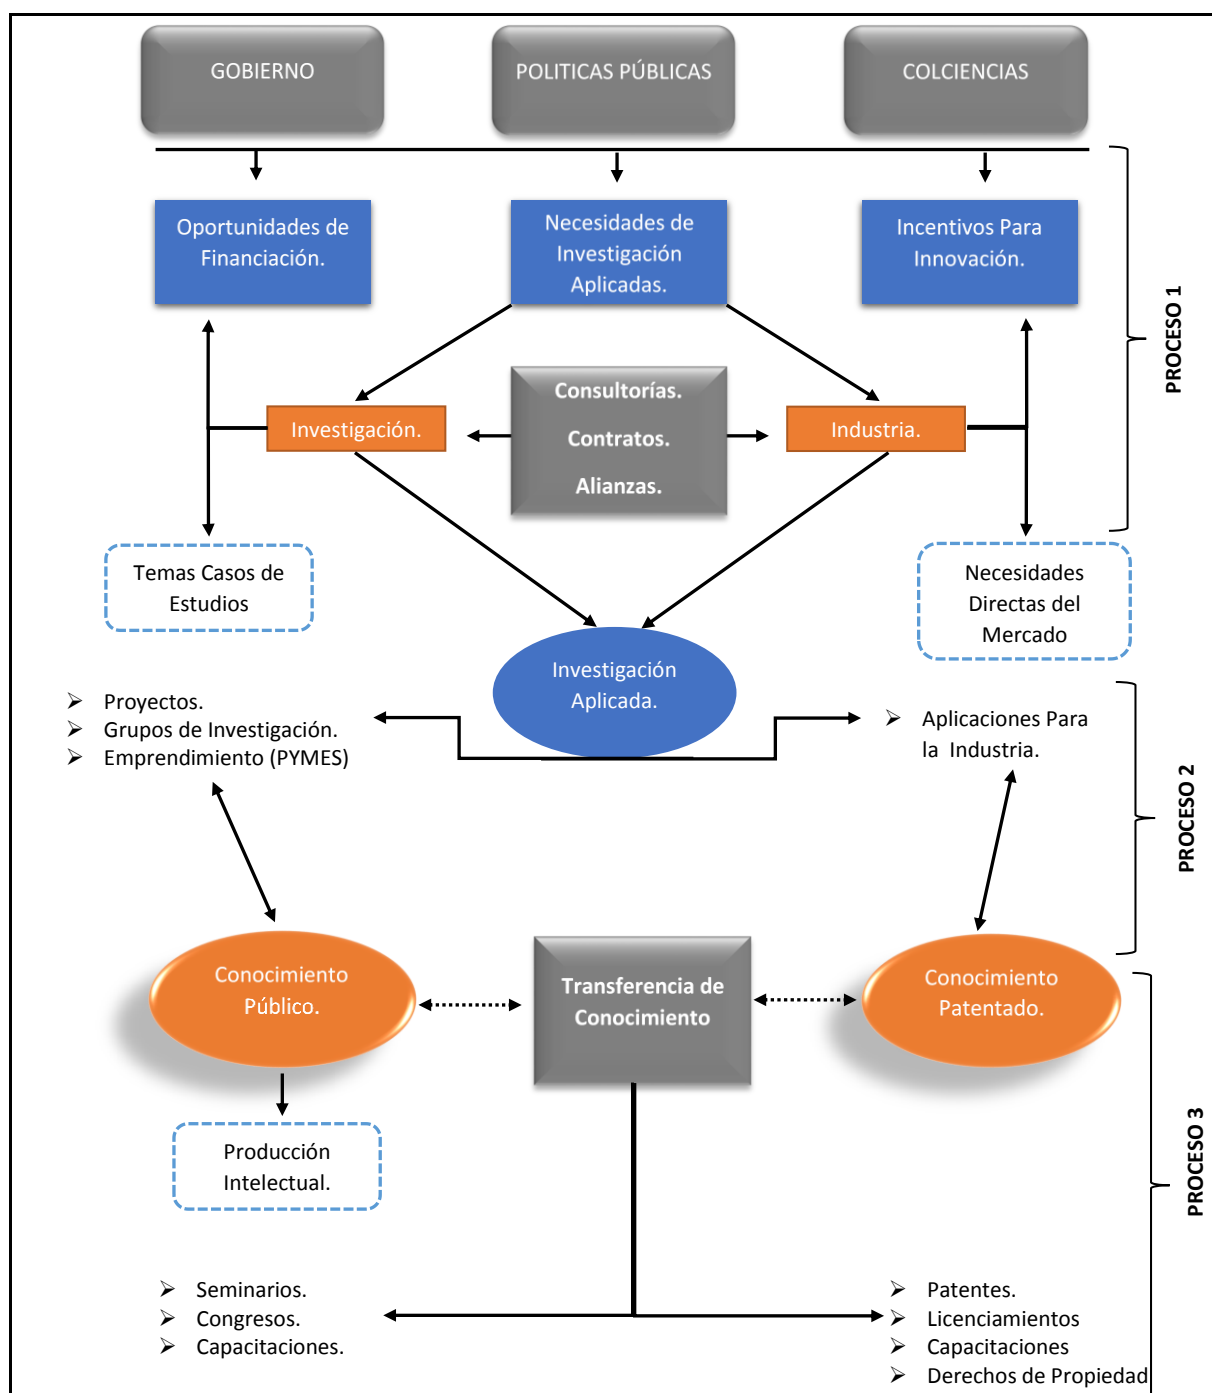 GOBIERNO
POLITICAS PÚBLICAS
COLCIENCIAS
Oportunidades de
Financiación.
Necesidades de
Investigación
Aplicadas.
Incentivos Para
Innovación.
PROCESO 1
Consultorías.
Contratos.
Alianzas.
Investigación.
Industria.
Temas Casos de
Estudios
Necesidades
Directas del
Mercado
Investigación
Aplicada.
➢ Proyectos.
➢ Grupos de Investigación.
➢ Emprendimiento (PYMES)
➢ Aplicaciones Para
la Industria.
PROCESO 2
Conocimiento
Público.
Transferencia de
Conocimiento
Conocimiento
Patentado.
Producción
Intelectual.
PROCESO 3
➢ Seminarios.
➢ Congresos.
➢ Capacitaciones.
➢ Patentes.
➢ Licenciamientos
➢ Capacitaciones
➢ Derechos de Propiedad